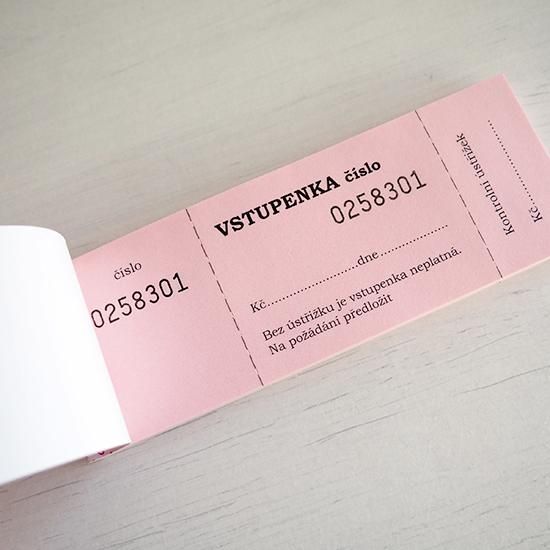 číslo
0258301
VSTUPENKA číslo
0258301
Kč....................dne...............
Bez ústřižku je vstupenka neplatná.
Na požádání předložit
Kontrolní ústřižek
Kč...............